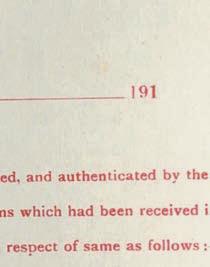 191
ed, and authenticated by the
ns which had been received i
respect of same as follows :